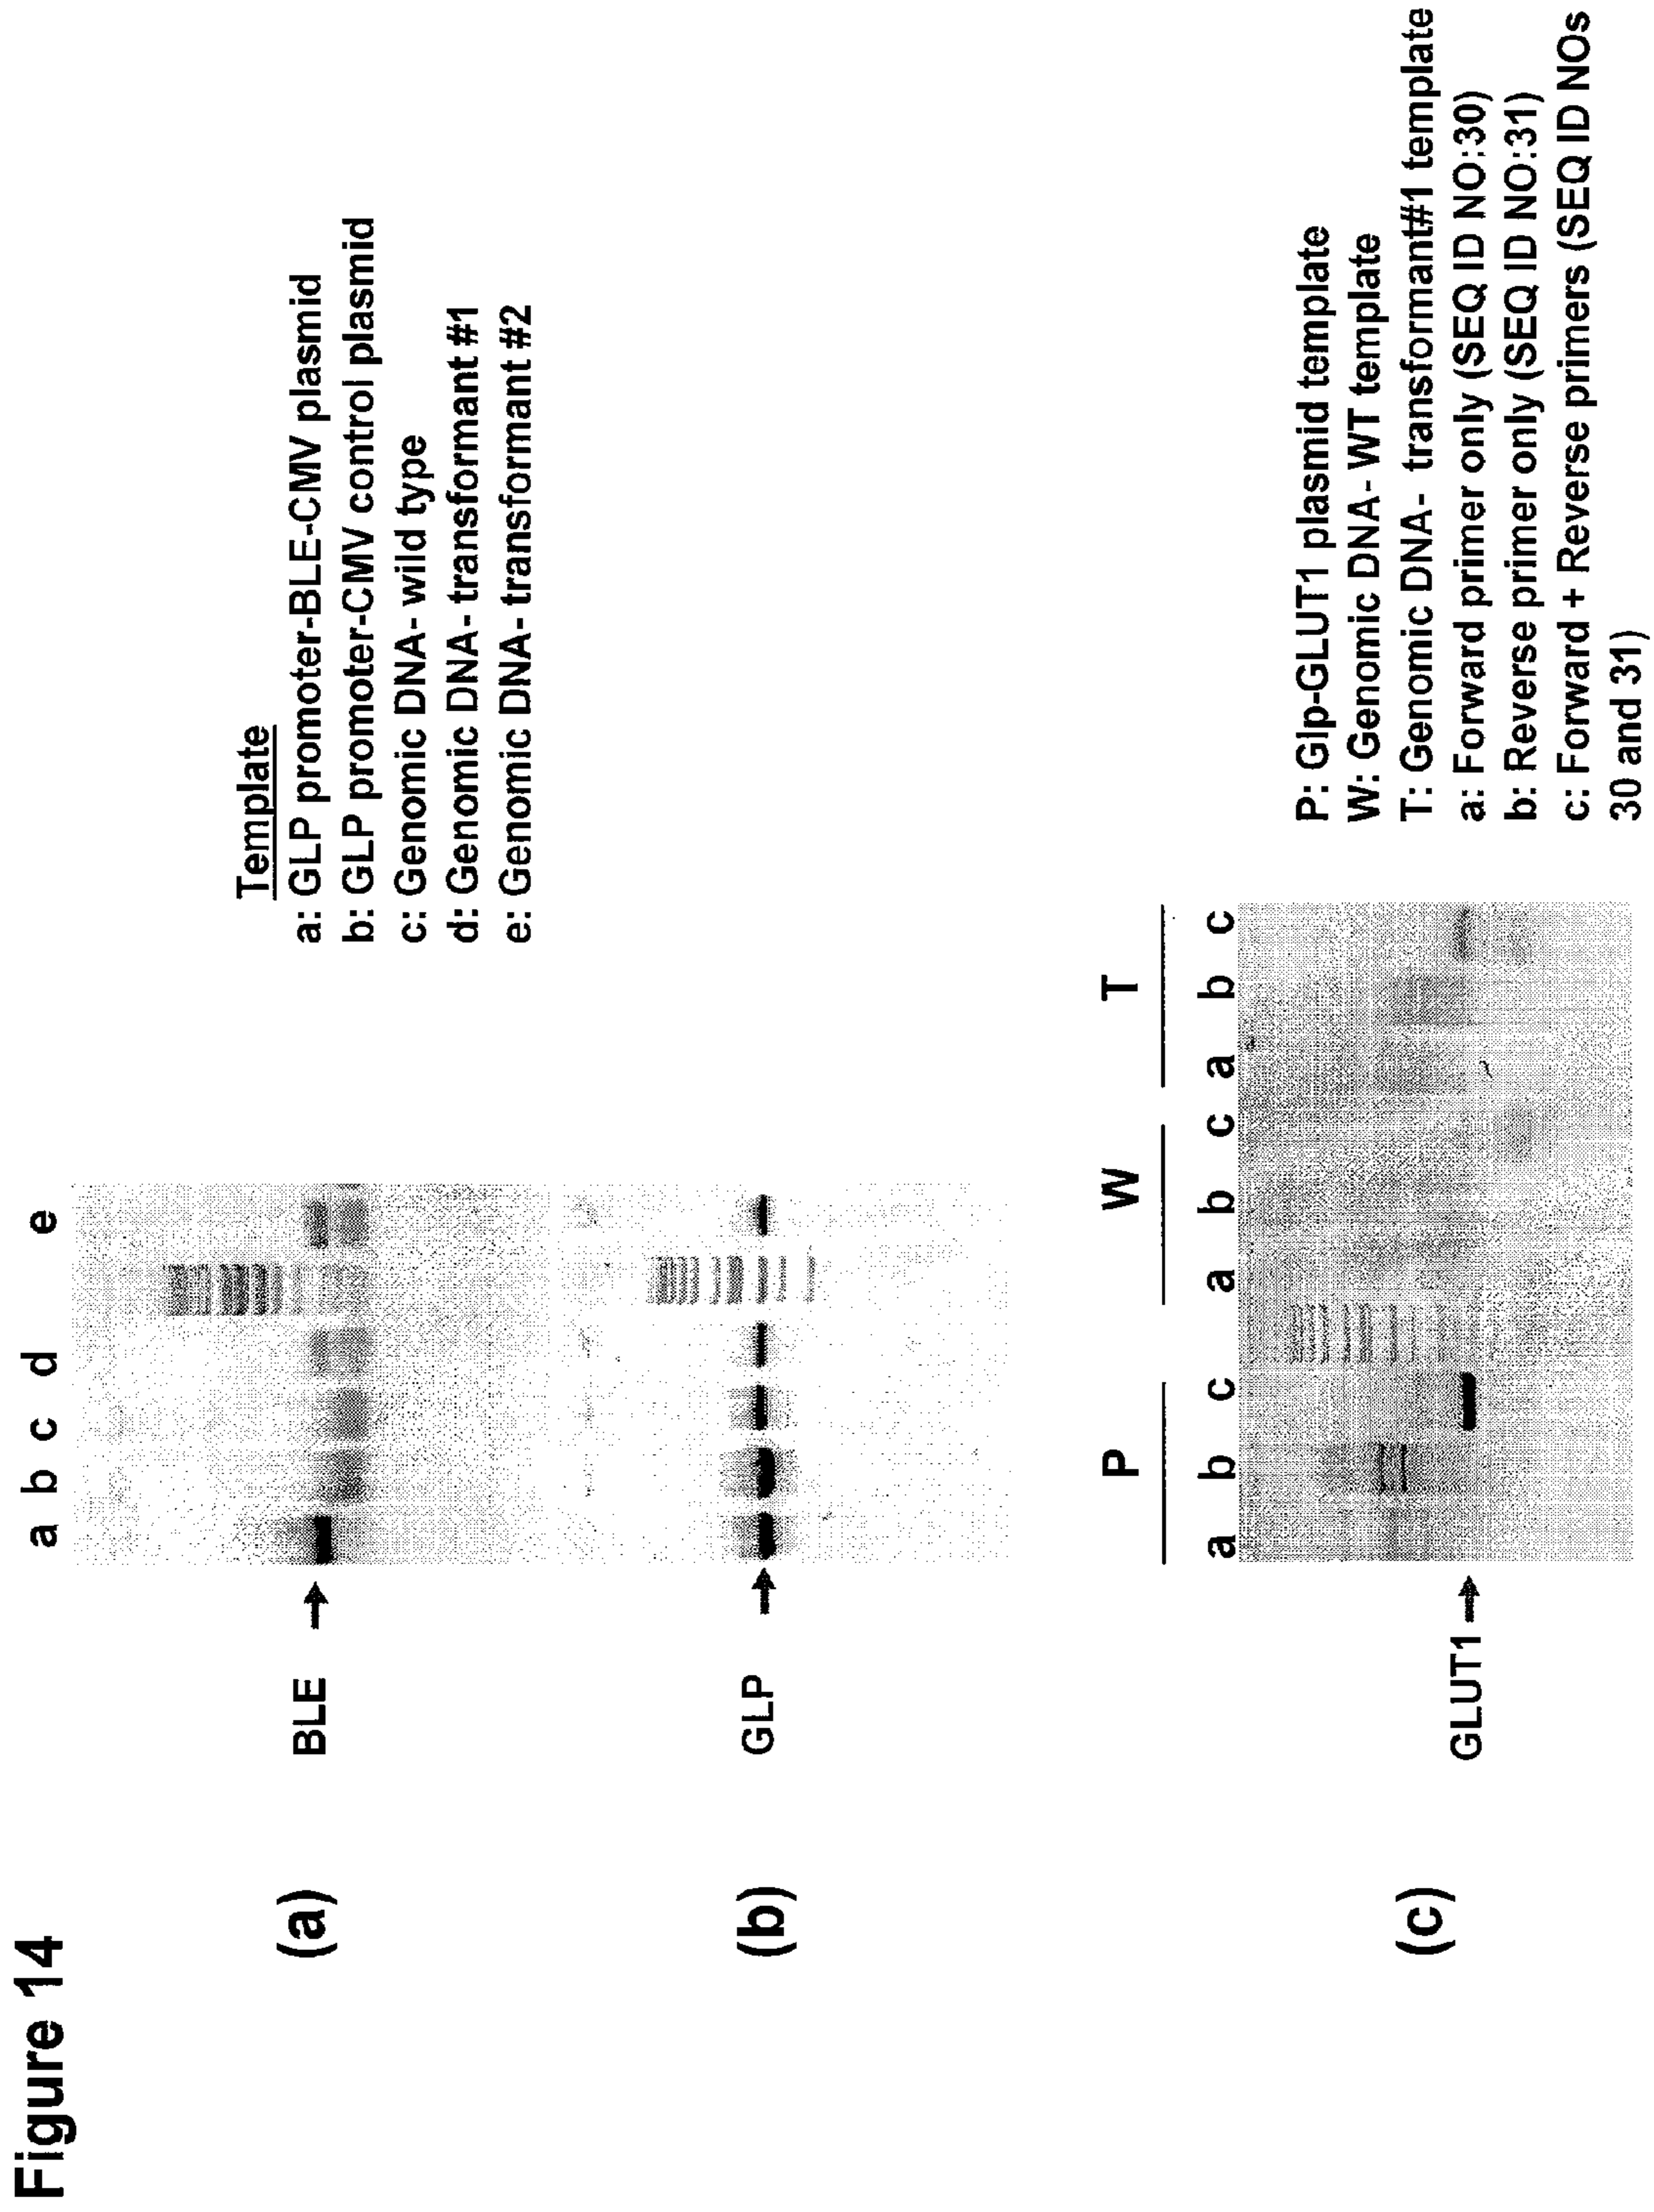 Figure 14
(a)
a b c d e
BLE
Template
a: GLP promoter-BLE-CMV plasmid
b: GLP promoter-CMV control plasmid
c: Genomic DNA- wild type
d: Genomic DNA- transformant #1
e: Genomic DNA- transformant #2
(b)
GLP
(c)
P W T
a b c a b c a b c
GLUT1
P: Glp-GLUT1 plasmid template
W: Genomic DNA- WT template
T: Genomic DNA- transformant#1 template
a: Forward primer only (SEQ ID NO:30)
b: Reverse primer only (SEQ ID NO:31)
c: Forward + Reverse primers (SEQ ID NOs
30 and 31)